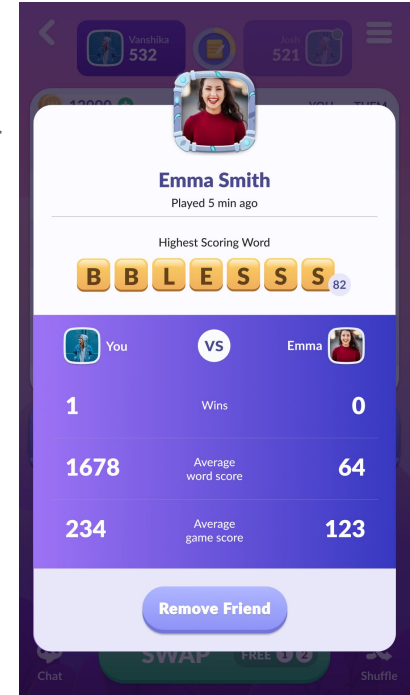 Vanshika
532
Josh
521
12000
YOU THEM
Emma Smith
Played 5 min ago
Highest Scoring Word
B B L E S S S 82
You VS Emma
1 Wins 0
1678 Average word score 64
234 Average game score 123
Remove Friend
SWAP FREE 1 2
Chat
Shuffle